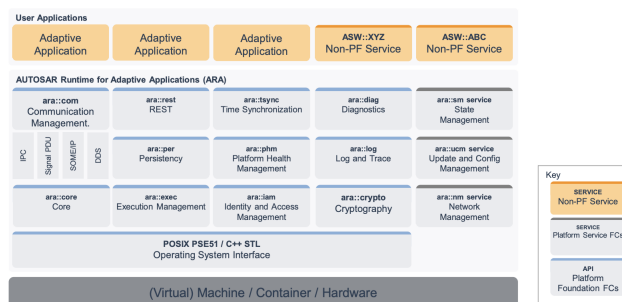 User Applications
Adaptive
Application
Adaptive
Application
Adaptive
Application
ASW::XYZ
Non-PF Service
ASW::ABC
Non-PF Service
AUTOSAR Runtime for Adaptive Applications (ARA)
ara::com
Communication
Management.
ara::rest
REST
ara::tsync
Time Synchronization
ara::diag
Diagnostics
ara::sm service
State
Management
IPC
Signal PDU
SOME/IP
DDS
ara::per
Persistency
ara::phm
Platform Health
Management
ara::log
Log and Trace
ara::ucm service
Update and Config
Management
ara::core
Core
ara::exec
Execution Management
ara::iam
Identity and Access
Management
ara::crypto
Cryptography
ara::nm service
Network
Management
POSIX PSE51 / C++ STL
Operating System Interface
(Virtual) Machine / Container / Hardware
Key
SERVICE
Non-PF Service
SERVICE
Platform Service FCs
API
Platform
Foundation FCs